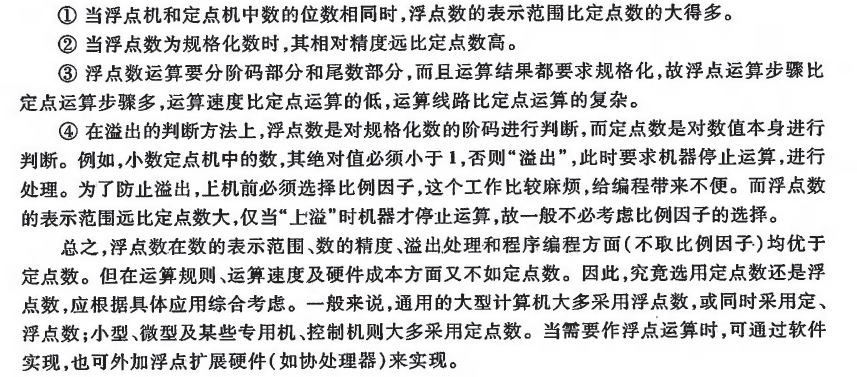 ① 当浮点机和定点机中数的位数相同时,浮点数的表示范围比定点数的大得多。
② 当浮点数为规格化数时,其相对精度远比定点数高。
③ 浮点数运算要分阶码部分和尾数部分,而且运算结果都要求规格化,故浮点运算步骤比
定点运算步骤多,运算速度比定点运算的低,运算线路比定点运算的复杂。
④ 在溢出的判断方法上,浮点数是对规格化数的阶码进行判断,而定点数是对数值本身进行
判断。例如,小数定点机中的数,其绝对值必须小于1,否则“溢出”,此时要求机器停止运算,进行
处理。为了防止溢出,上机前必须选择比例因子,这个工作比较麻烦,给编程带来不便。而浮点数
的表示范围远比定点数大,仅当“上溢”时机器才停止运算,故一般不必考虑比例因子的选择。
总之,浮点数在数的表示范围、数的精度、溢出处理和程序编程方面(不取比例因子)均优于
定点数。但在运算规则、运算速度及硬件成本方面又不如定点数。因此,究竟选用定点数还是浮
点数,应根据具体应用综合考虑。一般来说,通用的大型计算机大多采用浮点数,或同时采用定、
浮点数;小型、微型及某些专用机、控制机则大多采用定点数。当需要作浮点运算时,可通过软件
实现,也可外加浮点扩展硬件(如协处理器)来实现。